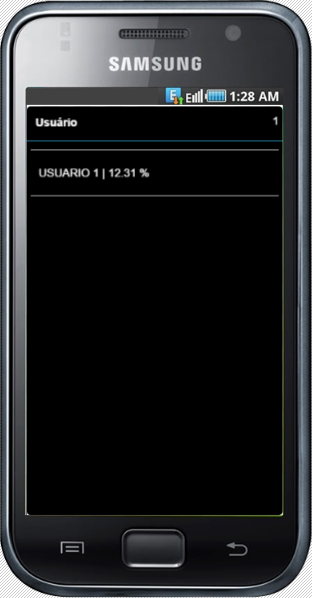 SAMSUNG
E 1:28 AM
Usuário 1
USUARIO 1 | 12.31 %